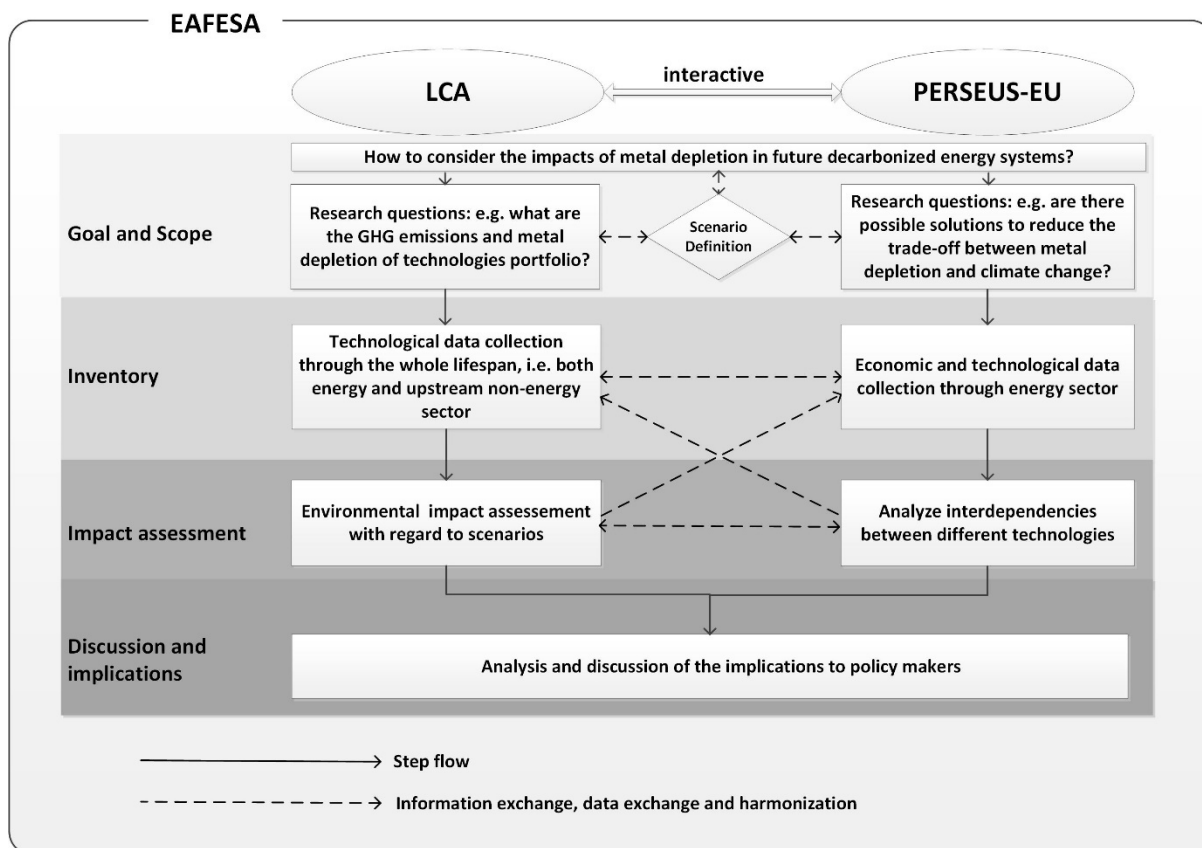 EAFESA
LCA
interactive
PERSEUS-EU
How to consider the impacts of metal depletion in future decarbonized energy systems?
Goal and Scope
Research questions: e.g. what are
the GHG emissions and metal
depletion of technologies portfolio?
Scenario
Definition
Research questions: e.g. are there
possible solutions to reduce the
trade-off between metal
depletion and climate change?
Inventory
Technological data collection
through the whole lifespan, i.e. both
energy and upstream non-energy
sector
Economic and technological data
collection through energy sector
Impact assessment
Environmental impact assessement
with regard to scenarios
Analyze interdependencies
between different technologies
Discussion and
implications
Analysis and discussion of the implications to policy makers
Step flow
Information exchange, data exchange and harmonization